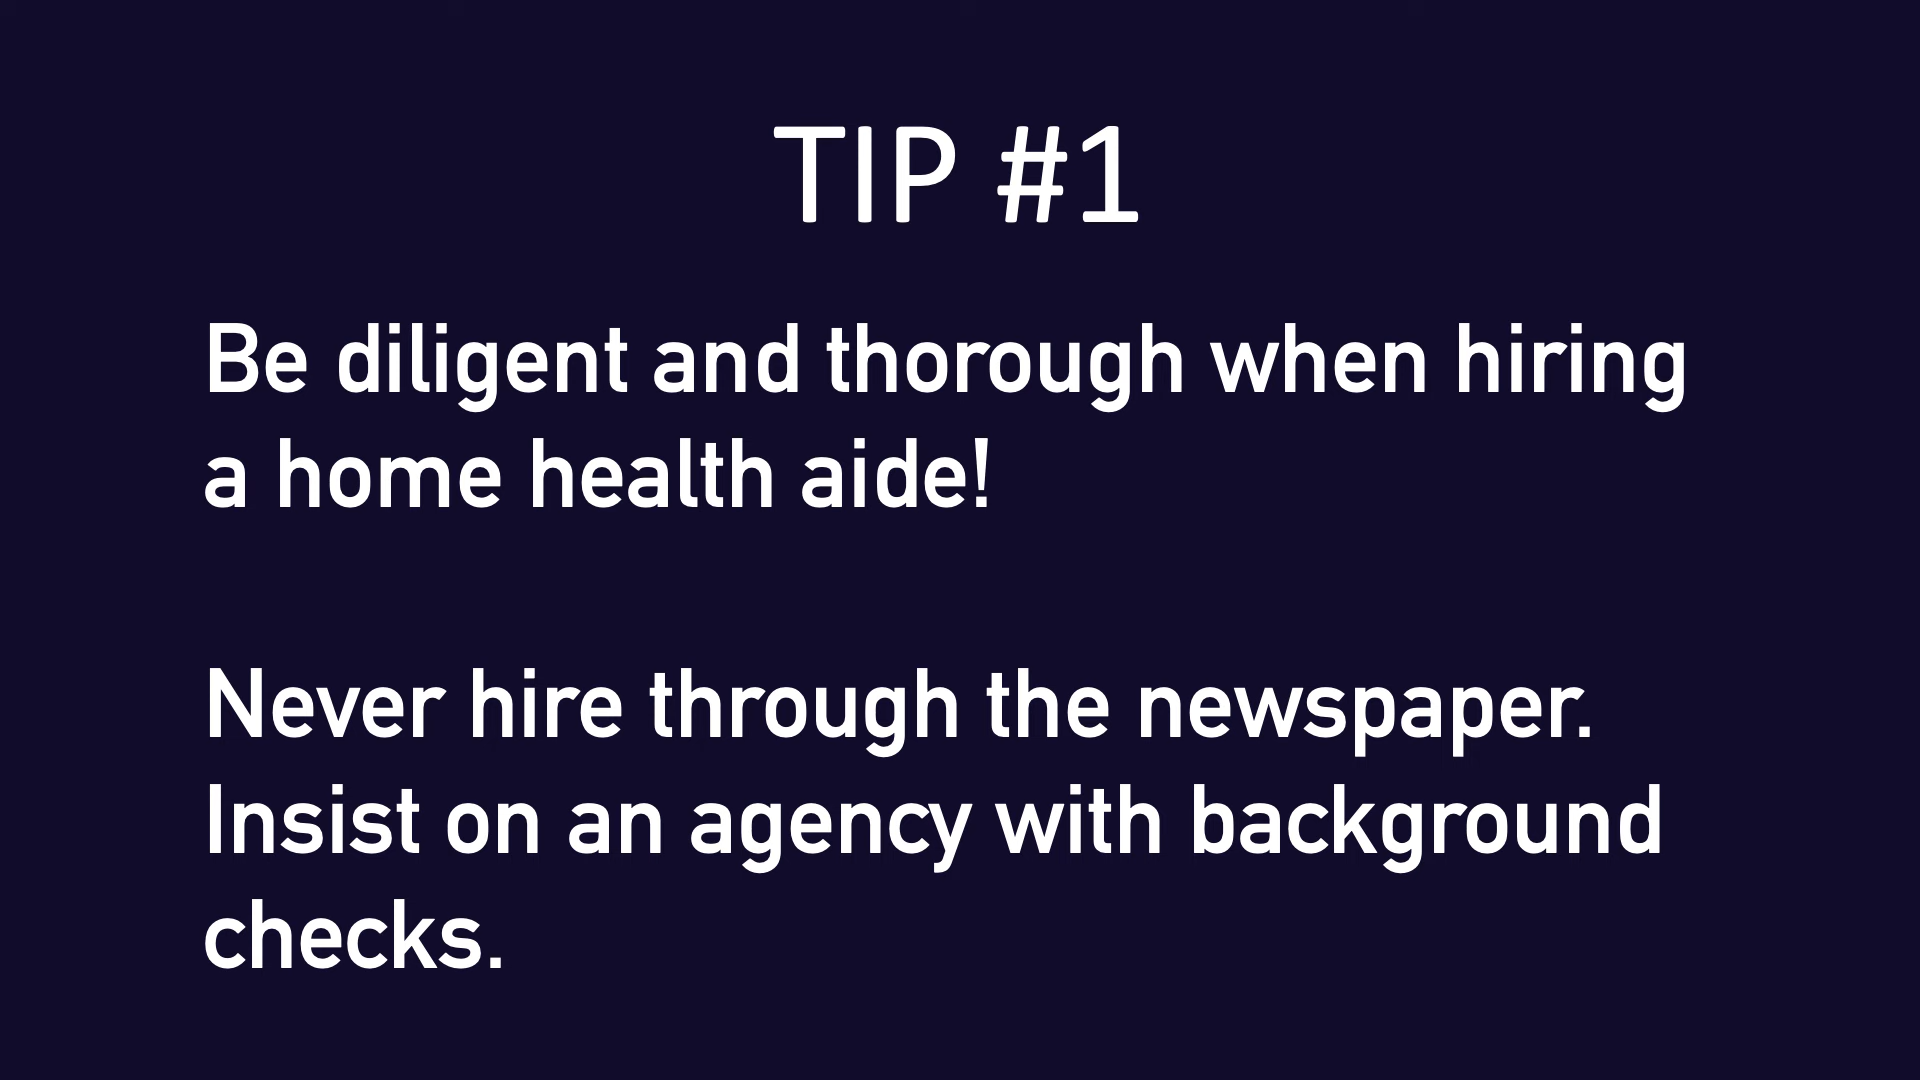 TIP #1
Be diligent and thorough when hiring
a home health aide!
Never hire through the newspaper.
Insist on an agency with background
checks.